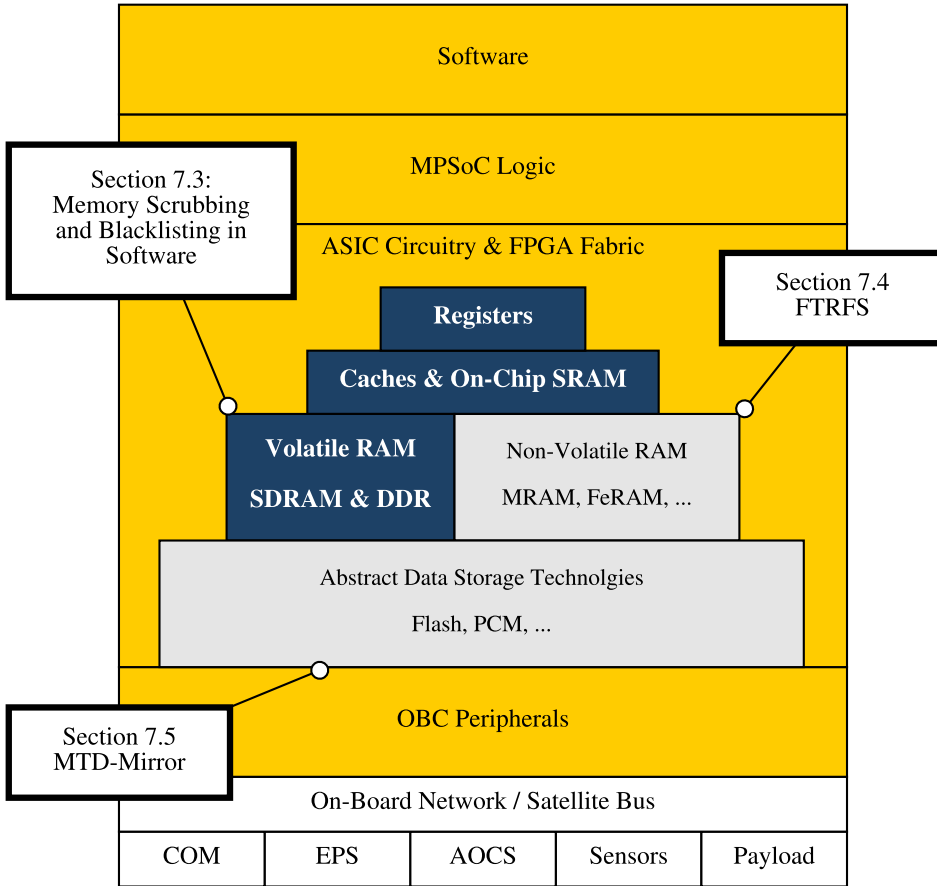 Software
MPSoC Logic
Section 7.3:
Memory Scrubbing
and Blacklisting in
Software
ASIC Circuitry & FPGA Fabric
Section 7.4
FTRFS
Registers
Caches & On-Chip SRAM
Volatile RAM
SDRAM & DDR
Non-Volatile RAM
MRAM, FeRAM, ...
Abstract Data Storage Technolgies
Flash, PCM, ...
Section 7.5
MTD-Mirror
OBC Peripherals
On-Board Network / Satellite Bus
COM
EPS
AOCS
Sensors
Payload